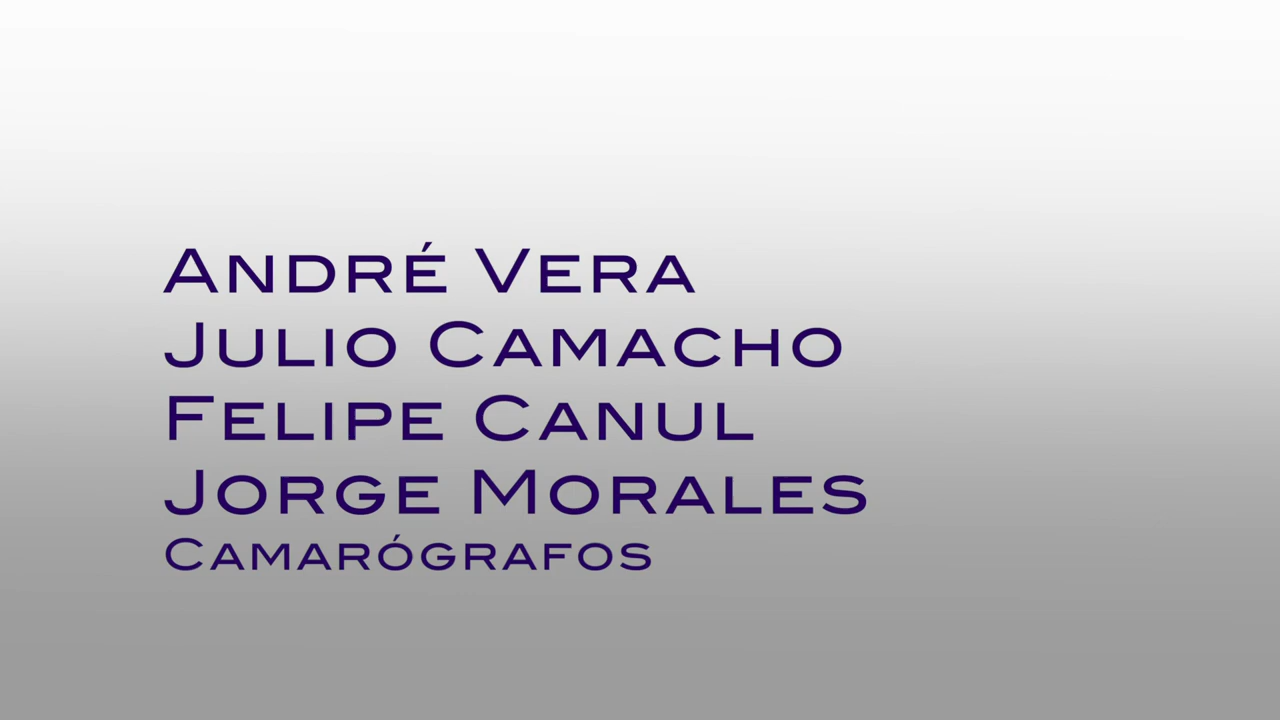 André Vera
Julio Camacho
Felipe Canul
Jorge Morales
Camarógrafos